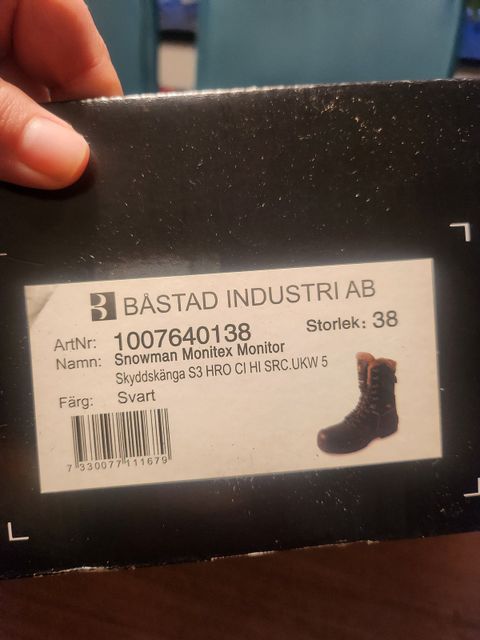 BÅSTAD INDUSTRI AB
ArtNr: 1007640138 Storlek: 38
Namn: Snowman Monitex Monitor
Skyddskänga S3 HRO CI HI SRC.UKW 5
Färg: Svart
7 330077 111679